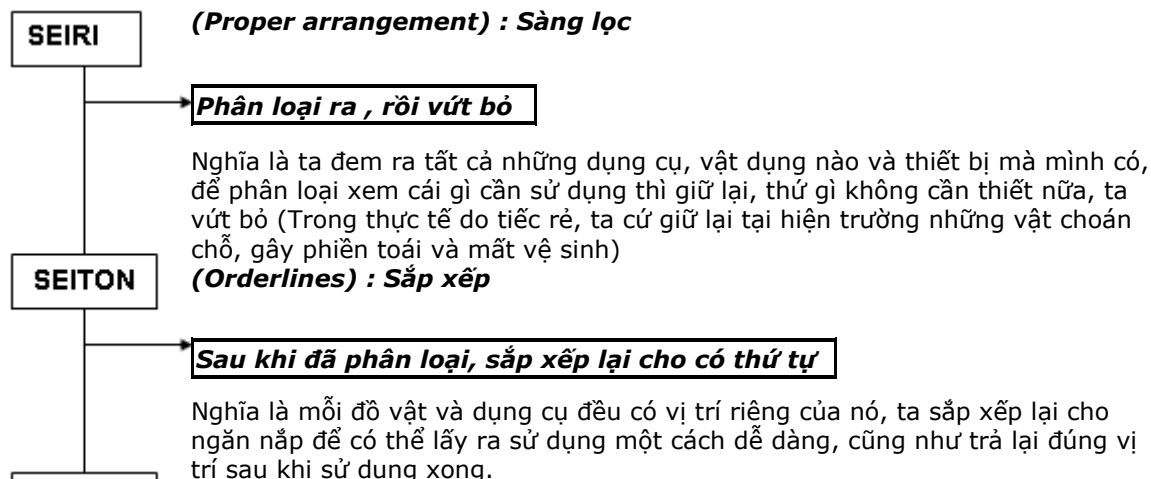 SEIRI
(Proper arrangement) : Sàng lọc
Phân loại ra , rồi vứt bỏ
Nghĩa là ta đem ra tất cả những dụng cụ, vật dụng nào và thiết bị mà mình có,
để phân loại xem cái gì cần sử dụng thì giữ lại, thứ gì không cần thiết nữa, ta
vứt bỏ (Trong thực tế do tiếc rẻ, ta cứ giữ lại tại hiện trường những vật choán
chỗ, gây phiền toái và mất vệ sinh)
SEITON
(Orderlines) : Sắp xếp
Sau khi đã phân loại, sắp xếp lại cho có thứ tự
Nghĩa là mỗi đồ vật và dụng cụ đều có vị trí riêng của nó, ta sắp xếp lại cho
ngăn nắp để có thể lấy ra sử dụng một cách dễ dàng, cũng như trả lại đúng vị
trí sau khi sử dụng xong.